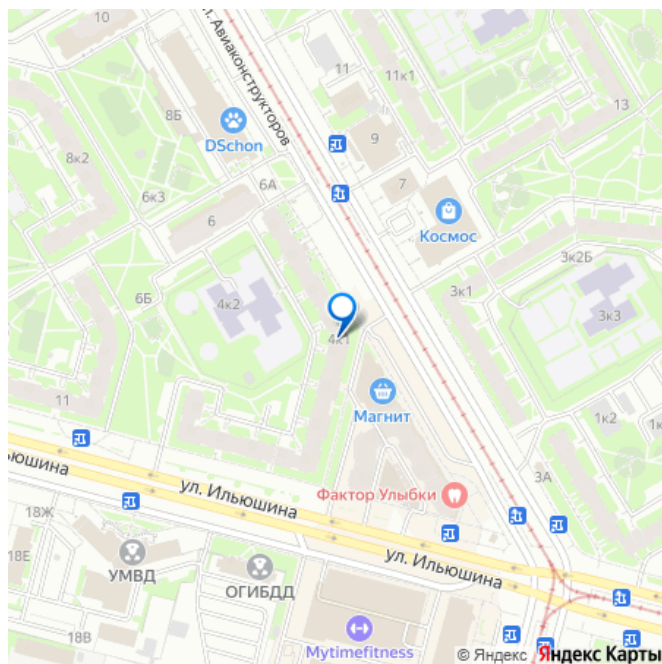 10
л. Авиаконструкторов
11
11к1
13
8Б
DSchon
9
8к2
6А
7
6к3
6
Космос
3к2Б
6Б
4к2
3к1
3к3
4к1
11
Магнит
1к2
1к
льюшина
ул. Ильюшина
Фактор Улыбки
3А
18Ж
18Е
УМВД
ОГИБДД
ул. Ильюшина
18В
Mytimefitness
© Яндекс Яндекс Карты